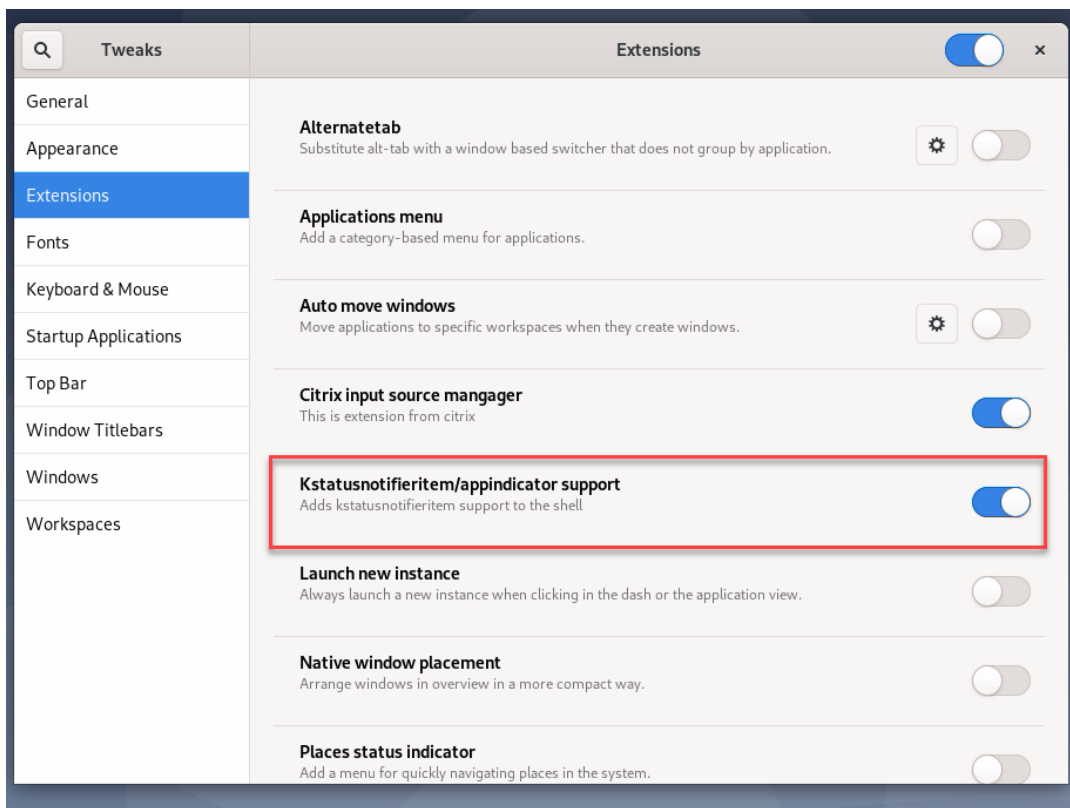 Tweaks
Extensions
General
Appearance
Extensions
Fonts
Keyboard & Mouse
Startup Applications
Top Bar
Window Titlebars
Windows
Workspaces
Alternatetab
Substitute alt-tab with a window based switcher that does not group by application.
Applications menu
Add a category-based menu for applications.
Auto move windows
Move applications to specific workspaces when they create windows.
Citrix input source mangager
This is extension from citrix
Kstatusnotifieritem/appindicator support
Adds kstatusnotifieritem support to the shell
Launch new instance
Always launch a new instance when clicking in the dash or the application view.
Native window placement
Arrange windows in overview in a more compact way.
Places status indicator
Add a menu for quickly navigating places in the system.